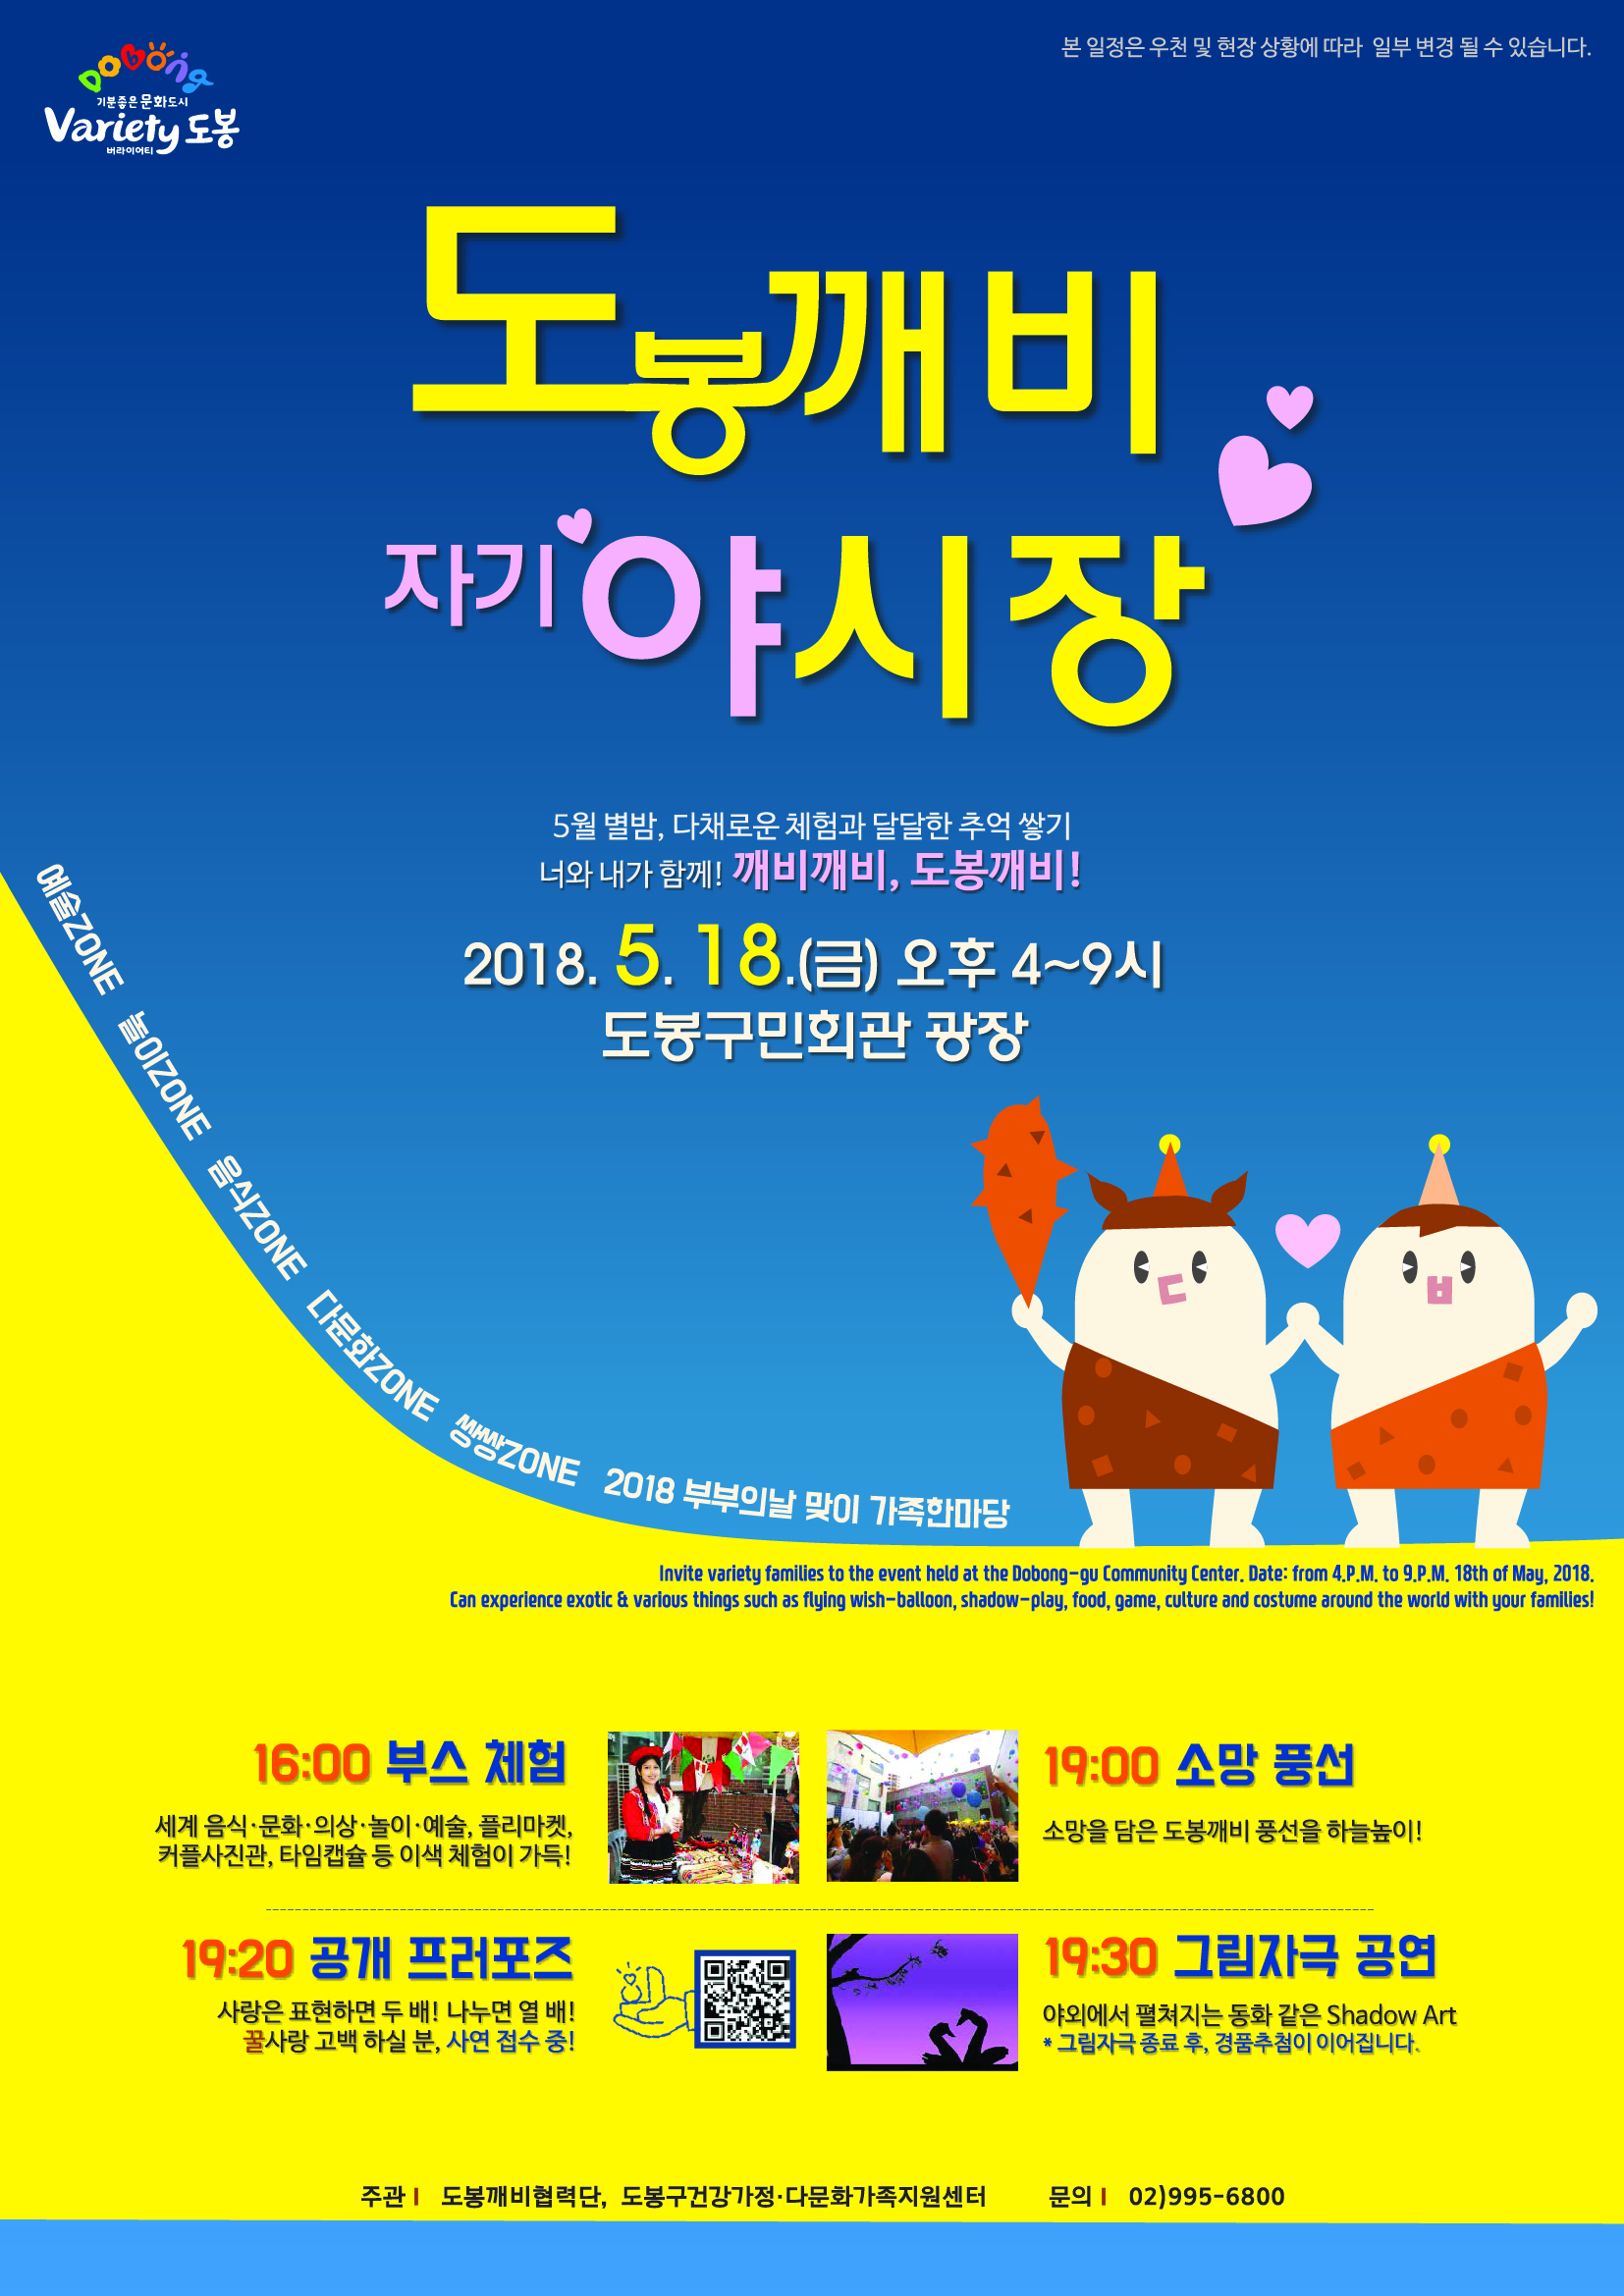 Dobong
기분좋은 문화도시
Variety 도봉
버라이어티
본 일정은 우천 및 현장 상황에 따라 일부 변경 될 수 있습니다.
도봉깨비
자기야시장
5월 별밤, 다채로운 체험과 달달한 추억 쌓기
너와 내가 함께! 깨비깨비, 도봉깨비!
2018. 5. 18.(금) 오후 4~9시
도봉구민회관 광장
예술ZONE 놀이ZONE 음식ZONE 다문화ZONE 쌍쌍ZONE 2018 부부의날 맞이 가족한마당
ㄷ
ㅂ
Invite variety families to the event held at the Dobong-gu Community Center. Date: from 4.P.M. to 9.P.M. 18th of May, 2018.
Can experience exotic & various things such as flying wish-balloon, shadow-play, food, game, culture and costume around the world with your families!
16:00 부스 체험
세계 음식·문화·의상·놀이·예술, 플리마켓,
커플사진관, 타임캡슐 등 이색 체험이 가득!
19:00 소망 풍선
소망을 담은 도봉깨비 풍선을 하늘높이!
19:20 공개 프러포즈
사랑은 표현하면 두 배! 나누면 열 배!
꿀사랑 고백 하실 분, 사연 접수 중!
19:30 그림자극 공연
야외에서 펼쳐지는 동화 같은 Shadow Art
* 그림자극 종료 후, 경품추첨이 이어집니다.
주관 | 도봉깨비협력단, 도봉구건강가정·다문화가족지원센터 문의 | 02)995-6800